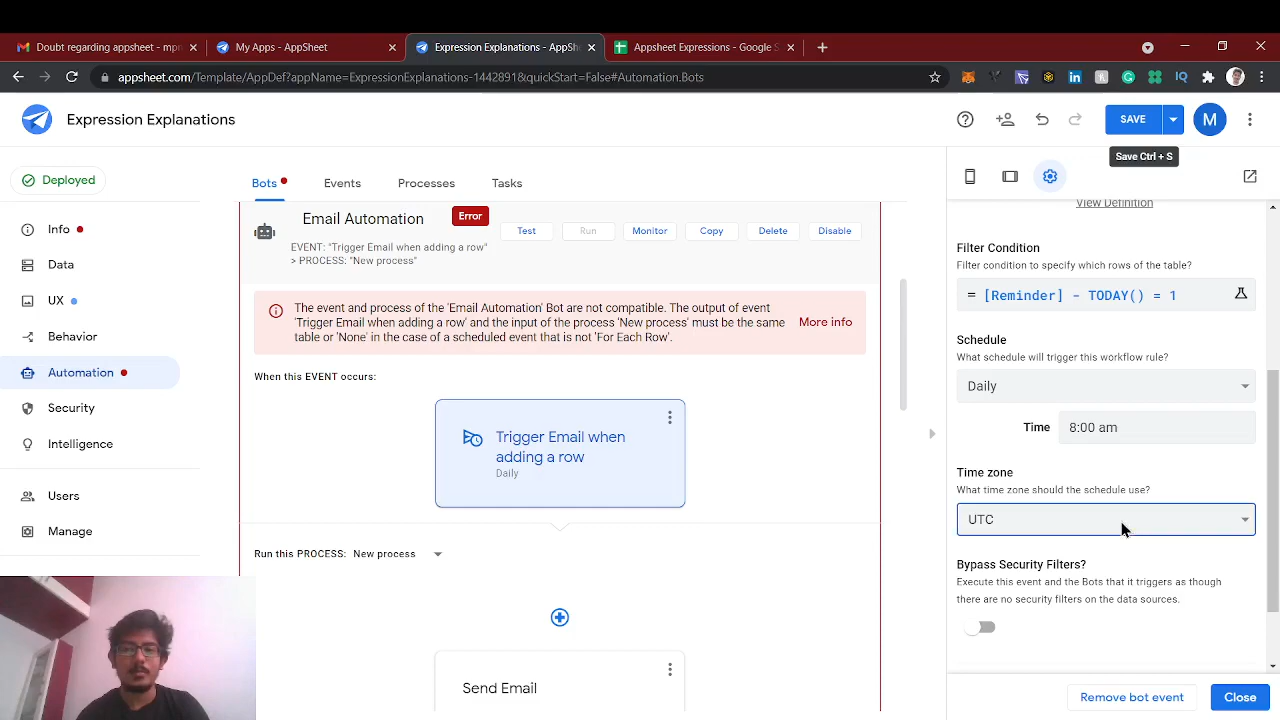 Doubt regarding appsheet - mpn
My Apps - AppSheet
Expression Explanations - AppSh
Appsheet Expressions - Google S
appsheet.com/Template/AppDef?appName=ExpressionExplanations-14428918&quickStart=False#Automation.Bots
Expression Explanations
SAVE
M
Save Ctrl + S
Deployed
Bots
Events
Processes
Tasks
Info
Data
UX
Behavior
Automation
Security
Intelligence
Users
Manage
Email Automation
Error
EVENT: "Trigger Email when adding a row"
> PROCESS: "New process"
Test
Run
Monitor
Copy
Delete
Disable
The event and process of the 'Email Automation' Bot are not compatible. The output of event
'Trigger Email when adding a row' and the input of the process 'New process' must be the same
table or 'None' in the case of a scheduled event that is not 'For Each Row'.
More info
When this EVENT occurs:
Trigger Email when
adding a row
Daily
Run this PROCESS: New process
Send Email
View Definition
Filter Condition
Filter condition to specify which rows of the table?
= [Reminder] - TODAY() = 1
Schedule
What schedule will trigger this workflow rule?
Daily
Time 8:00 am
Time zone
What time zone should the schedule use?
UTC
Bypass Security Filters?
Execute this event and the Bots that it triggers as though
there are no security filters on the data sources.
Remove bot event
Close